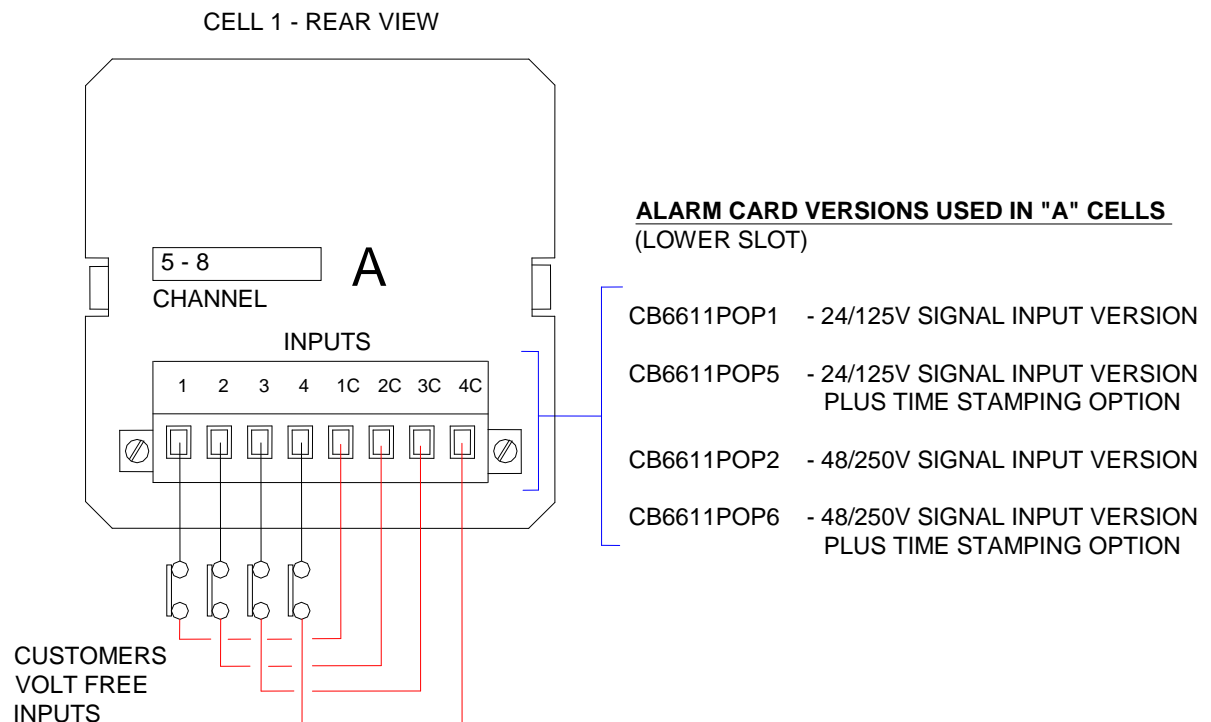 CELL 1 - REAR VIEW
ALARM CARD VERSIONS USED IN "A" CELLS
(LOWER SLOT)
5 - 8
A
CHANNEL
INPUTS
1 2 3 4 1C 2C 3C 4C
CB6611POP1 - 24/125V SIGNAL INPUT VERSION
CB6611POP5 - 24/125V SIGNAL INPUT VERSION
PLUS TIME STAMPING OPTION
CB6611POP2 - 48/250V SIGNAL INPUT VERSION
CB6611POP6 - 48/250V SIGNAL INPUT VERSION
PLUS TIME STAMPING OPTION
CUSTOMERS
VOLT FREE
INPUTS